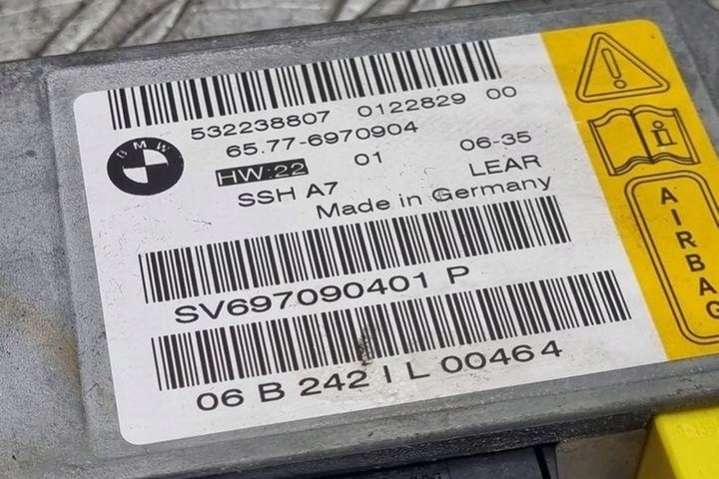 532238807 0122829 00
65.77-6970904
BMW
HW:22 01 06-35
SSH A7 LEAR
Made in Germany
SV697090401 P
06 B 242 1 L 00464
AIRBAG